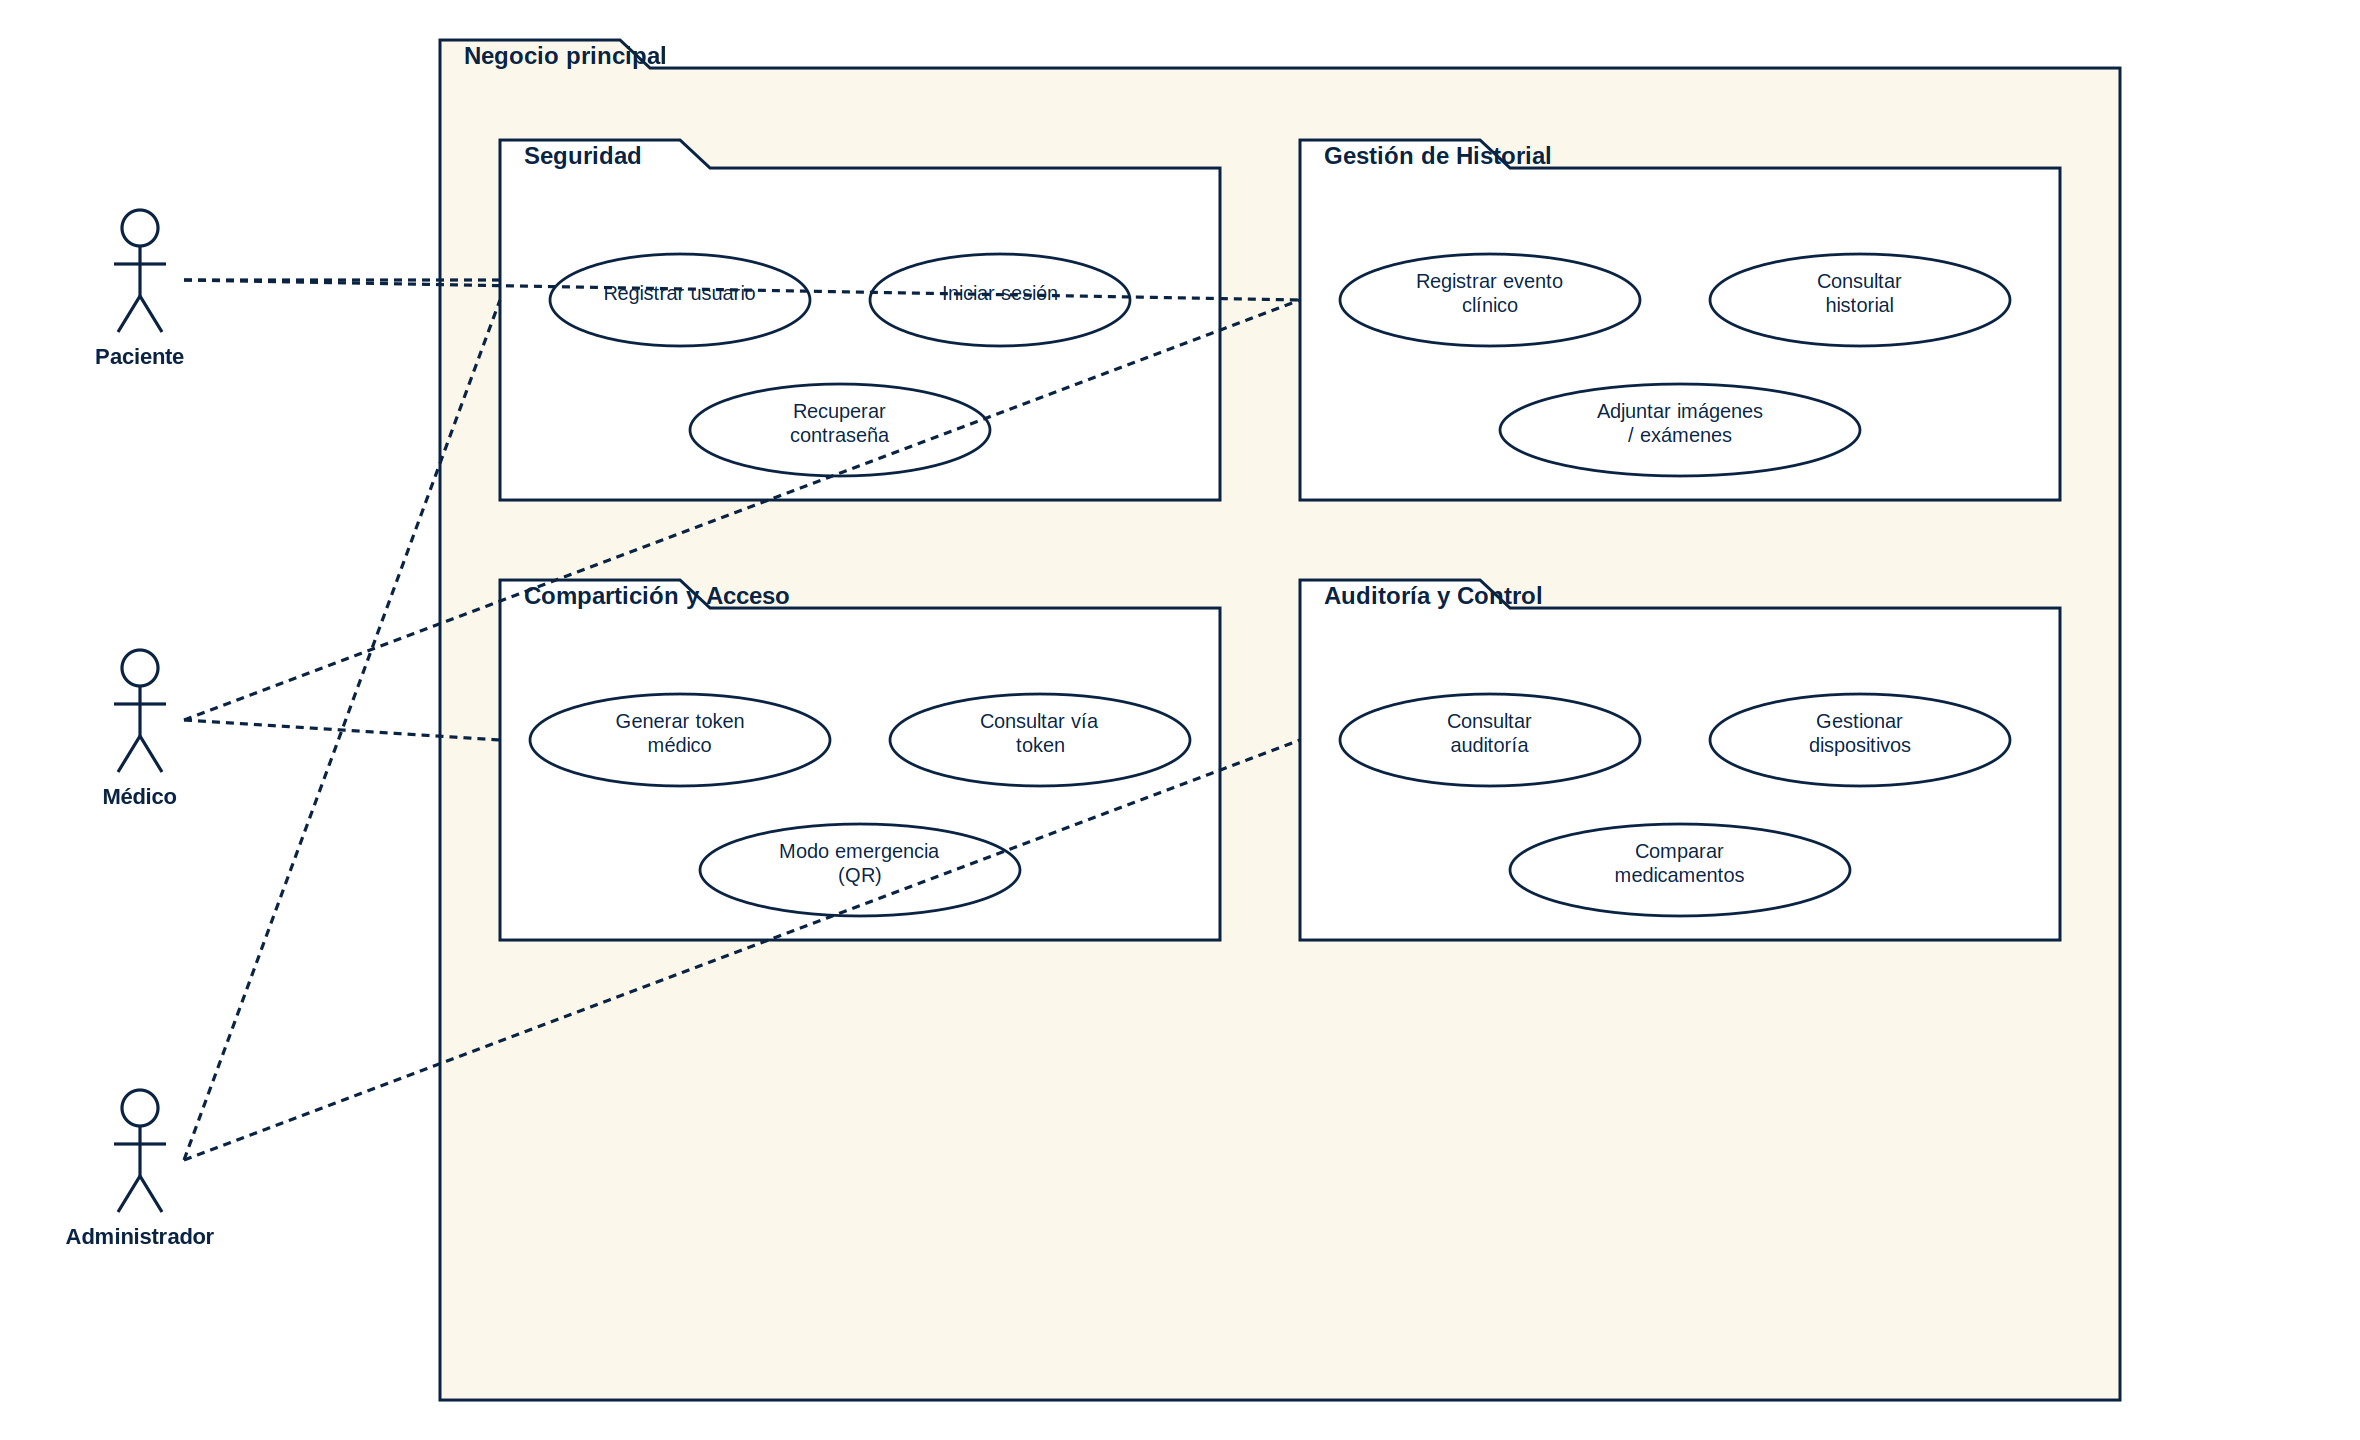 Negocio principal
Seguridad
Registrar usuario
Iniciar sesión
Recuperar
contraseña
Gestión de Historial
Registrar evento
clínico
Consultar
historial
Adjuntar imágenes
/ exámenes
Compartición y Acceso
Generar token
médico
Consultar vía
token
Modo emergencia
(QR)
Auditoría y Control
Consultar
auditoría
Gestionar
dispositivos
Comparar
medicamentos
Paciente
Médico
Administrador